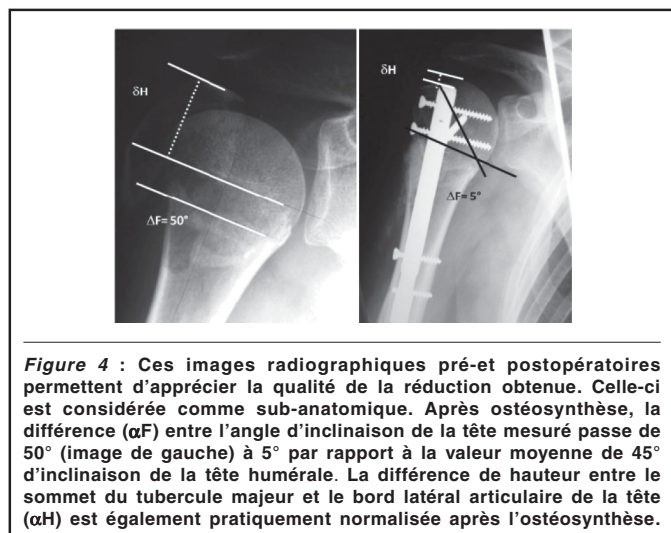 δH
ΔF= 50°
δH
ΔF= 5°
Figure 4 : Ces images radiographiques pré-et postopératoires
permettent d'apprécier la qualité de la réduction obtenue. Celle-ci
est considérée comme sub-anatomique. Après ostéosynthèse, la
différence (αF) entre l'angle d'inclinaison de la tête mesuré passe de
50° (image de gauche) à 5° par rapport à la valeur moyenne de 45°
d'inclinaison de la tête humérale. La différence de hauteur entre le
sommet du tubercule majeur et le bord latéral articulaire de la tête
(αH) est également pratiquement normalisée après l'ostéosynthèse.